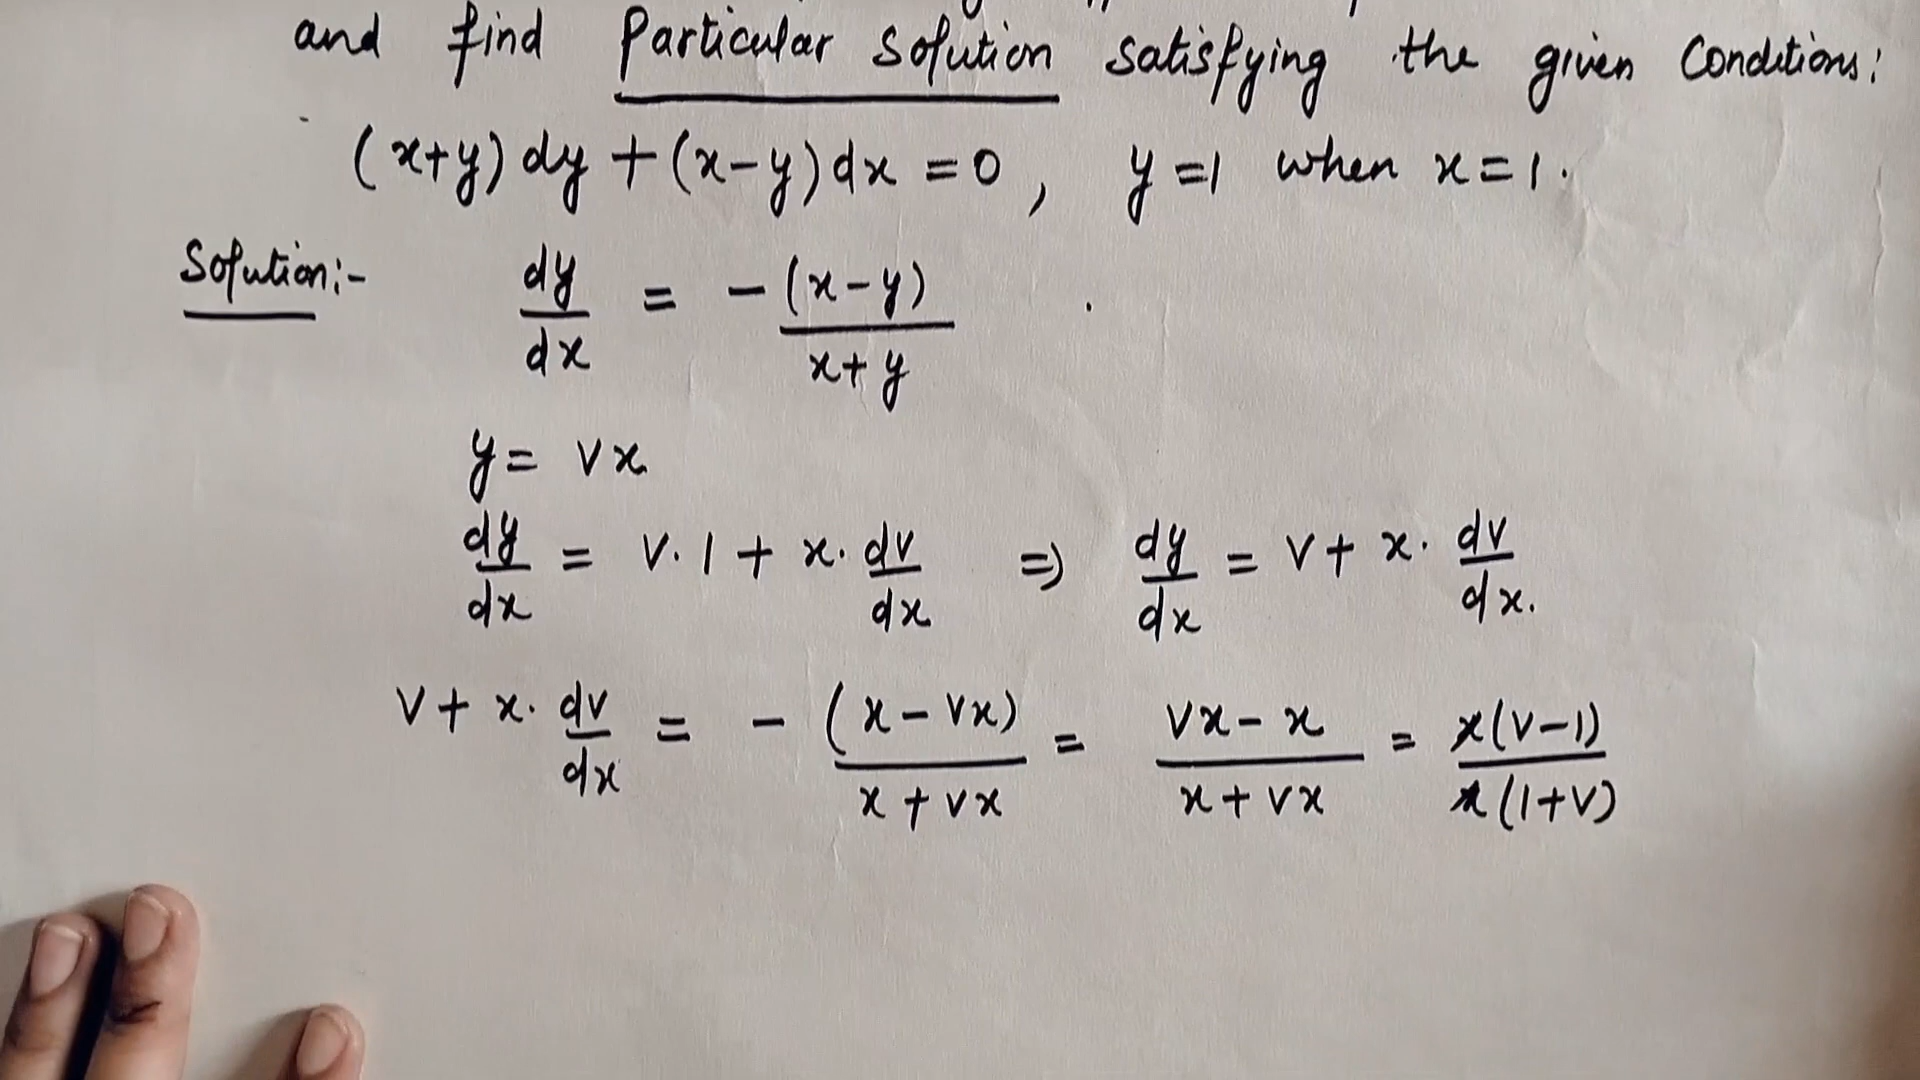 and find Particular Solution satisfying the given Conditions:
(x+y) dy + (x-y) dx = 0, y = 1 when x = 1.
Solution:- dy/dx = -(x-y)/x+y
y = vx
dy/dx = v.1 + x. dv/dx => dy/dx = v + x. dv/dx.
v + x. dv/dx = -(x-vx)/x+vx = vx-x/x+vx = x(v-1)/x(1+v)